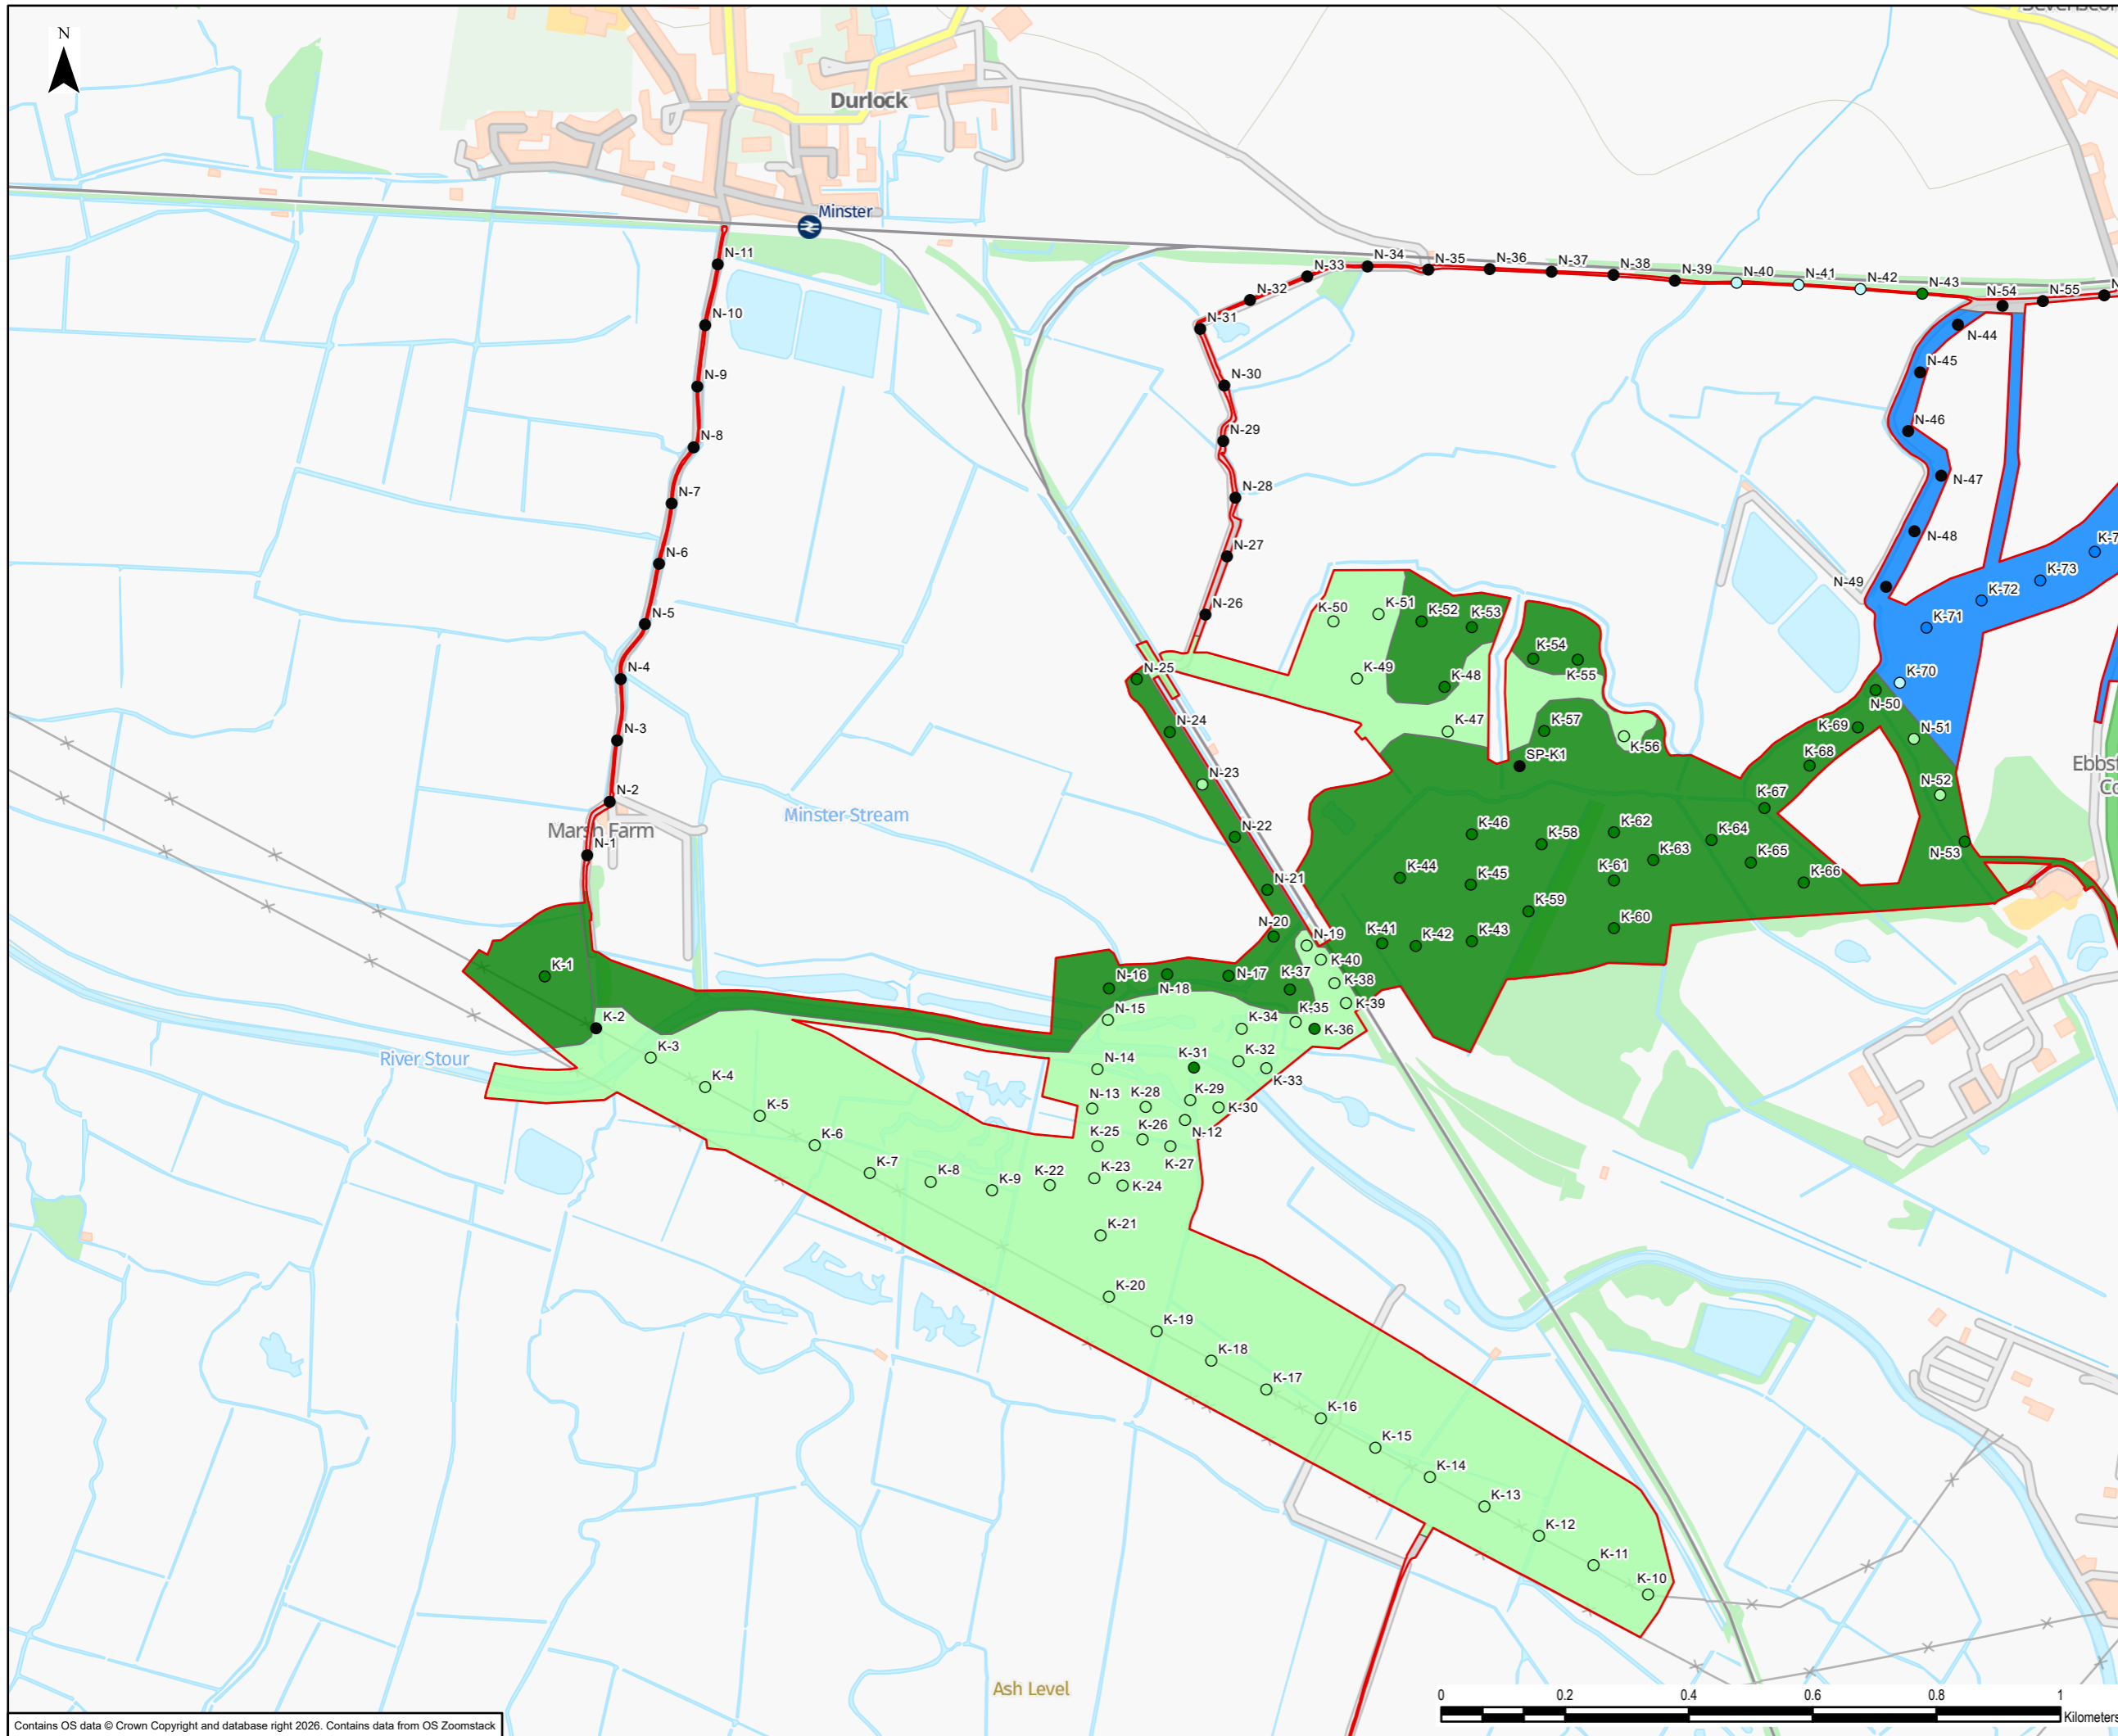 N
Durlock
Minster
N-11
N-10
N-9
N-8
N-7
N-6
N-5
N-4
N-3
N-2
Marsh Farm
N-1
Minster Stream
River Stour
N-34
N-35
N-36
N-37
N-38
N-39
N-40
N-41
N-42
N-43
N-54
N-55
N-33
N-32
N-31
N-30
N-29
N-28
N-27
N-26
N-25
N-24
N-23
N-22
N-21
N-20
N-19
N-44
N-45
N-46
N-47
N-48
N-49
N-50
N-51
N-52
N-53
K-50
K-51
K-52
K-53
K-54
K-55
K-49
K-48
K-47
K-57
K-56
SP-K1
K-73
K-72
K-71
K-70
K-69
K-68
K-67
K-46
K-58
K-62
K-63
K-64
K-65
K-66
K-44
K-45
K-61
K-59
K-60
K-41
K-42
K-43
K-40
K-38
K-39
K-37
K-35
K-36
K-34
K-32
K-33
N-16
N-18
N-17
N-15
N-14
N-13
N-12
K-31
K-29
K-30
K-28
K-26
K-27
K-25
K-23
K-24
K-22
K-21
K-20
K-19
K-18
K-17
K-16
K-15
K-14
K-13
K-12
K-11
K-10
K-1
K-2
K-3
K-4
K-5
K-6
K-7
K-8
K-9
Ash Level
0 0.2 0.4 0.6 0.8 1
Kilometers
Contains OS data © Crown Copyright and database right 2026. Contains data from OS Zoomstack